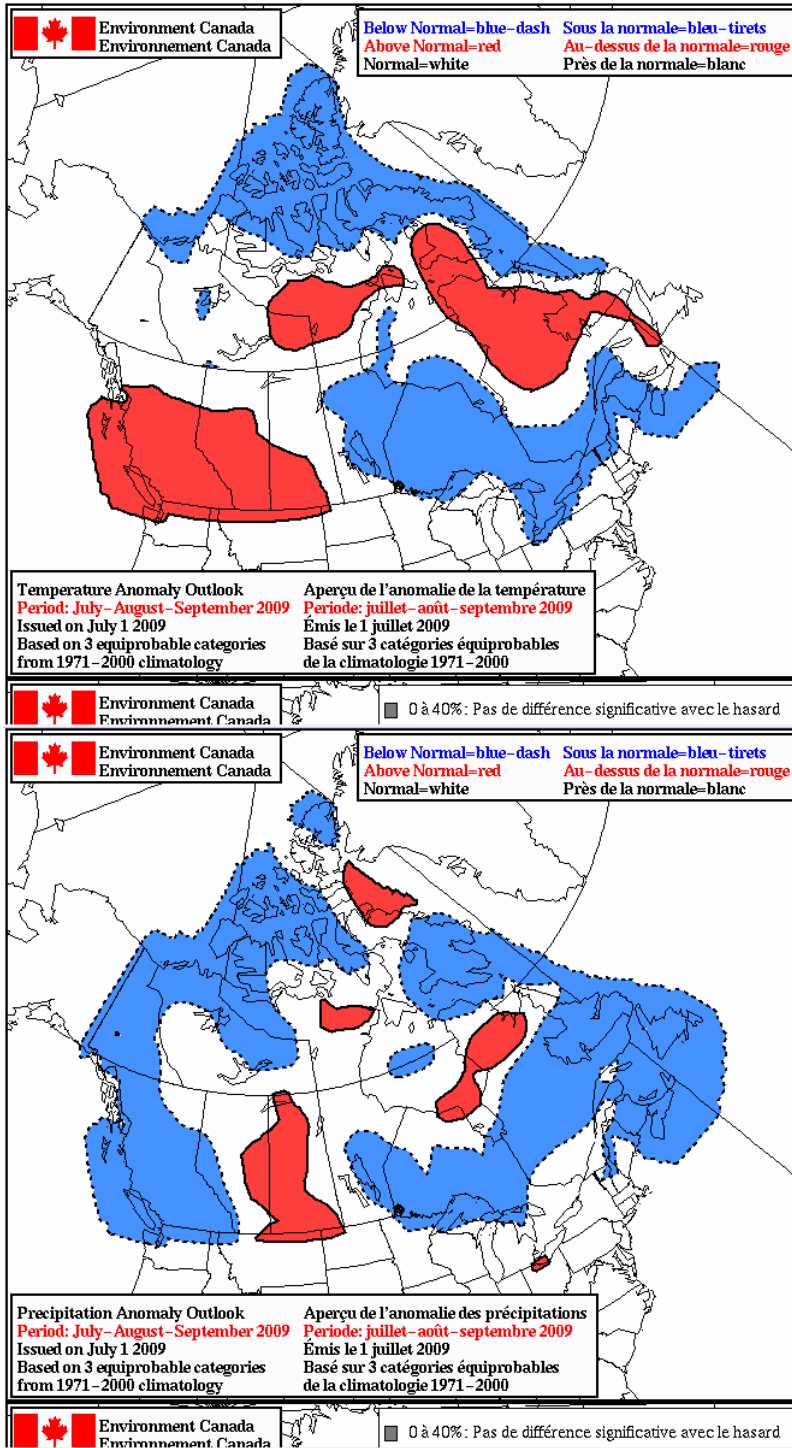 Environment Canada
Environnement Canada
Below Normal=blue-dash Sous la normale=bleu-tirets
Above Normal=red Au-dessus de la normale=rouge
Normal=white Près de la normale=blanc
Temperature Anomaly Outlook Aperçu de l'anomalie de la température
Period: July-August-September 2009 Periode: juillet-août-septembre 2009
Issued on July 1 2009 Émis le 1 juillet 2009
Based on 3 equiprobable categories Basé sur 3 catégories équiprobables
from 1971-2000 climatology de la climatologie 1971-2000
Environment Canada 0 à 40%: Pas de différence significative avec le hasard
Environnement Canada
Environment Canada
Environnement Canada
Below Normal=blue-dash Sous la normale=bleu-tirets
Above Normal=red Au-dessus de la normale=rouge
Normal=white Près de la normale=blanc
Precipitation Anomaly Outlook Aperçu de l'anomalie des précipitations
Period: July-August-September 2009 Periode: juillet-août-septembre 2009
Issued on July 1 2009 Émis le 1 juillet 2009
Based on 3 equiprobable categories Basé sur 3 catégories équiprobables
from 1971-2000 climatology de la climatologie 1971-2000
Environment Canada 0 à 40%: Pas de différence significative avec le hasard
Environnement Canada